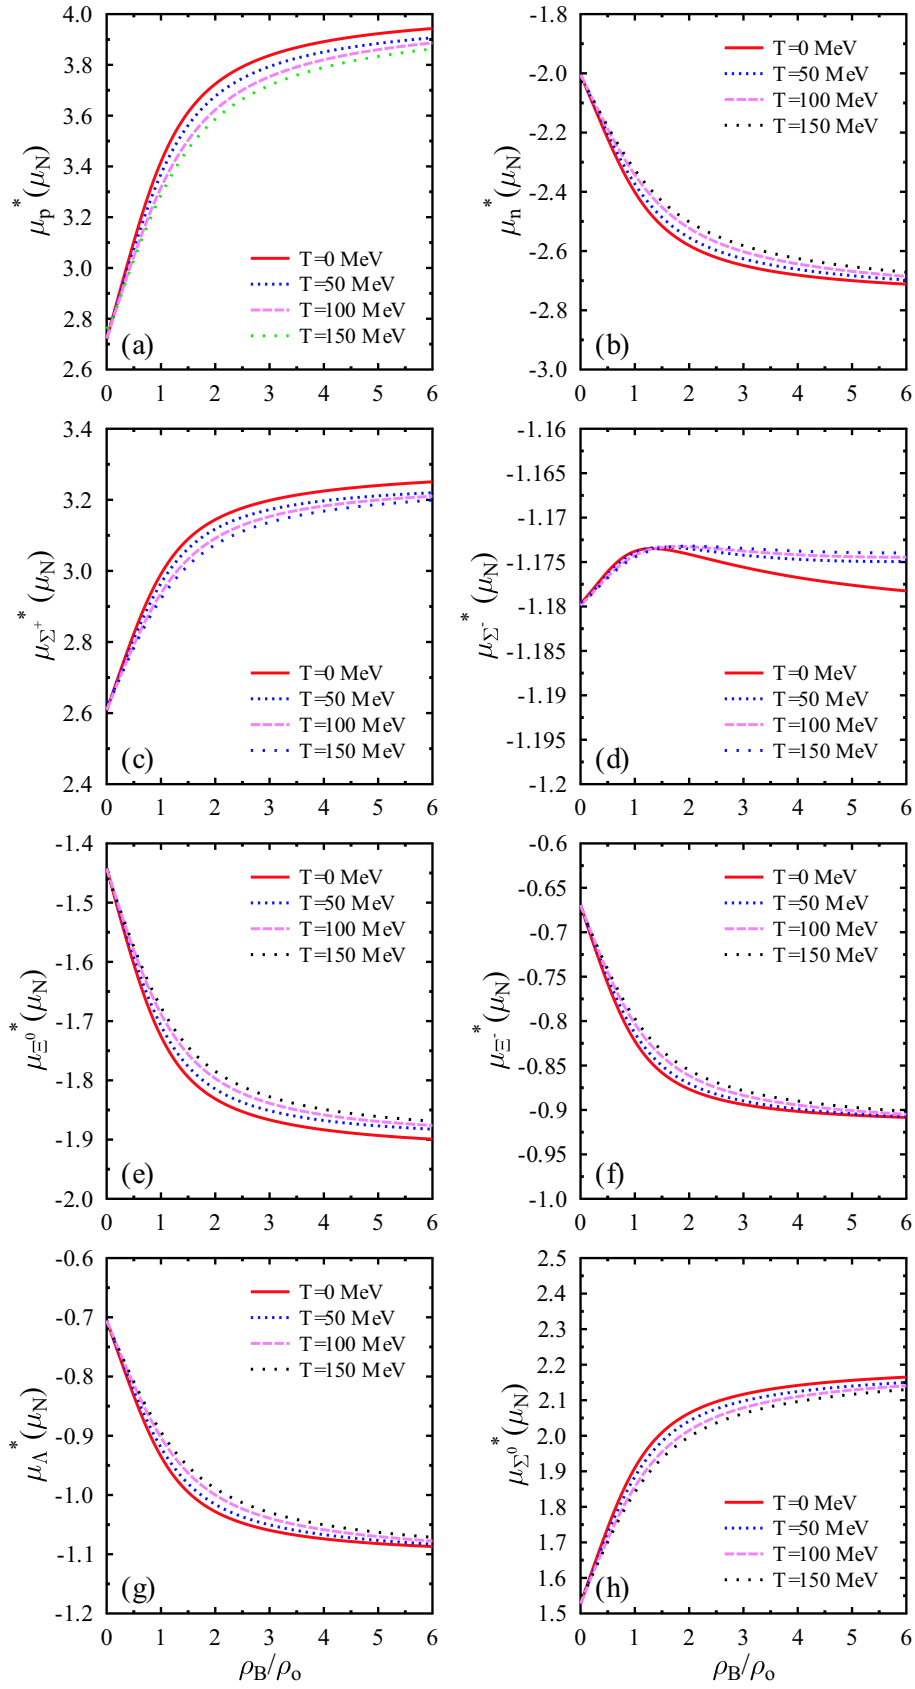 4.0
3.8
3.6
3.4
3.2
3.0
2.8
2.6
μp* (μN)
T=0 MeV
T=50 MeV
T=100 MeV
T=150 MeV
(a)
0 1 2 3 4 5 6
-1.8
-2.0
-2.2
-2.4
-2.6
-2.8
-3.0
μn* (μN)
T=0 MeV
T=50 MeV
T=100 MeV
T=150 MeV
(b)
0 1 2 3 4 5 6
3.4
3.2
3.0
2.8
2.6
2.4
μΣ+* (μN)
T=0 MeV
T=50 MeV
T=100 MeV
T=150 MeV
(c)
0 1 2 3 4 5 6
-1.16
-1.165
-1.17
-1.175
-1.18
-1.185
-1.19
-1.195
-1.2
μΣ-* (μN)
T=0 MeV
T=50 MeV
T=100 MeV
T=150 MeV
(d)
0 1 2 3 4 5 6
-1.4
-1.5
-1.6
-1.7
-1.8
-1.9
-2.0
μΞ0* (μN)
T=0 MeV
T=50 MeV
T=100 MeV
T=150 MeV
(e)
0 1 2 3 4 5 6
-0.6
-0.65
-0.7
-0.75
-0.8
-0.85
-0.9
-0.95
-1.0
μΞ-* (μN)
T=0 MeV
T=50 MeV
T=100 MeV
T=150 MeV
(f)
0 1 2 3 4 5 6
-0.6
-0.7
-0.8
-0.9
-1.0
-1.1
-1.2
μΛ* (μN)
T=0 MeV
T=50 MeV
T=100 MeV
T=150 MeV
(g)
0 1 2 3 4 5 6
ρB/ρo
2.5
2.4
2.3
2.2
2.1
2.0
1.9
1.8
1.7
1.6
1.5
μΣ0* (μN)
T=0 MeV
T=50 MeV
T=100 MeV
T=150 MeV
(h)
0 1 2 3 4 5 6
ρB/ρo